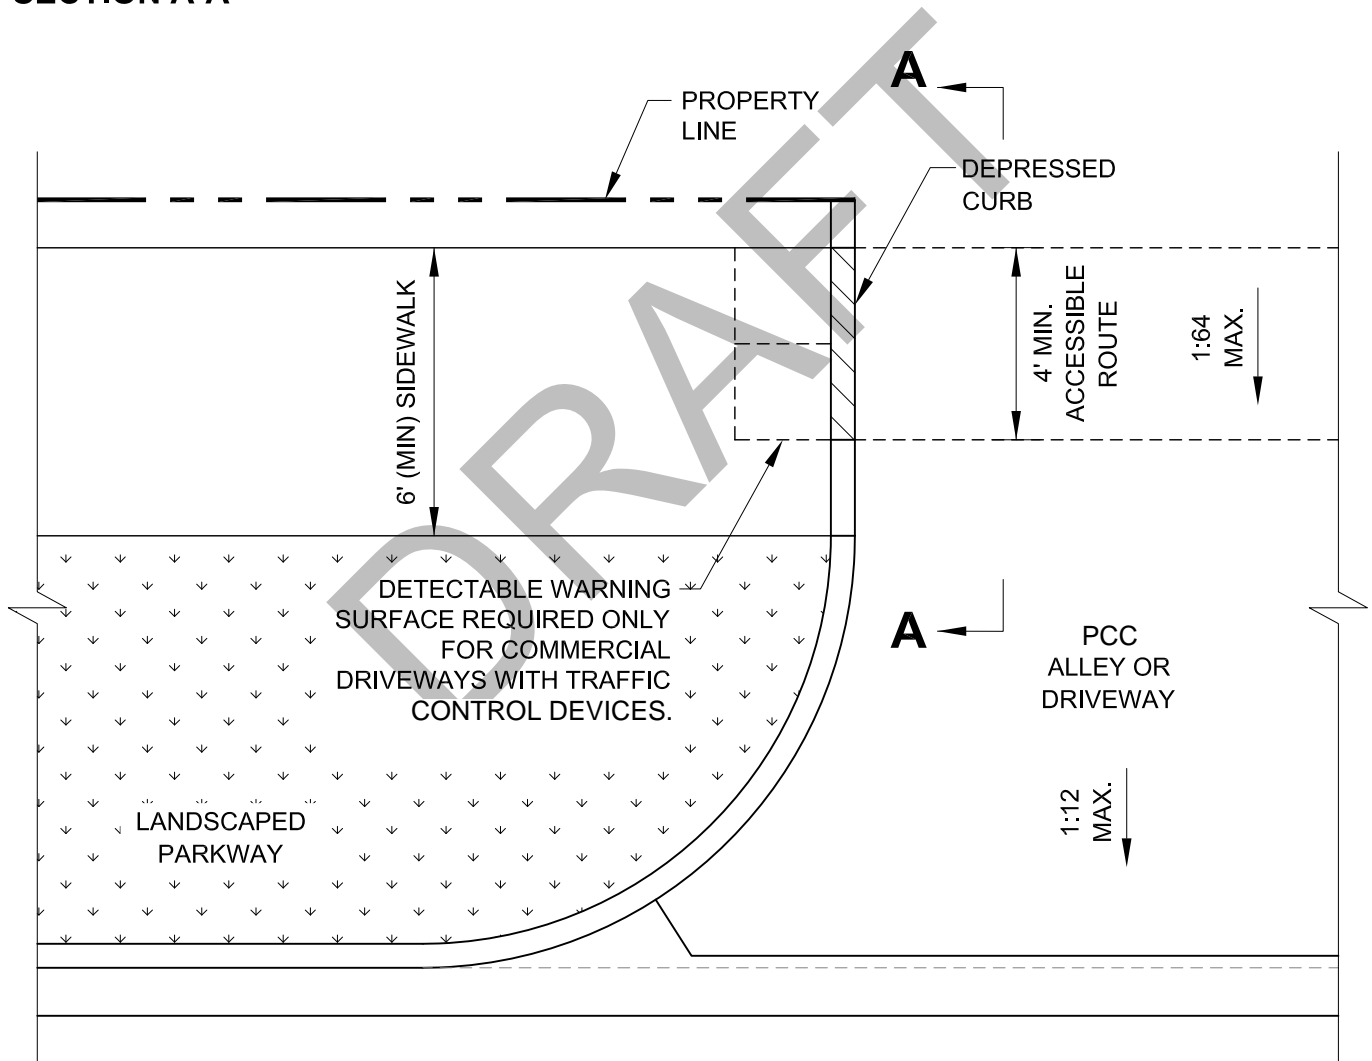 SECTION A-A
A
PROPERTY
LINE
DEPRESSED
CURB
6' (MIN) SIDEWALK
4' MIN.
ACCESSIBLE
ROUTE
1:64
MAX.
DETECTABLE WARNING
SURFACE REQUIRED ONLY
FOR COMMERCIAL
DRIVEWAYS WITH TRAFFIC
CONTROL DEVICES.
A
PCC
ALLEY OR
DRIVEWAY
1:12
MAX.
LANDSCAPED
PARKWAY
DRAFT